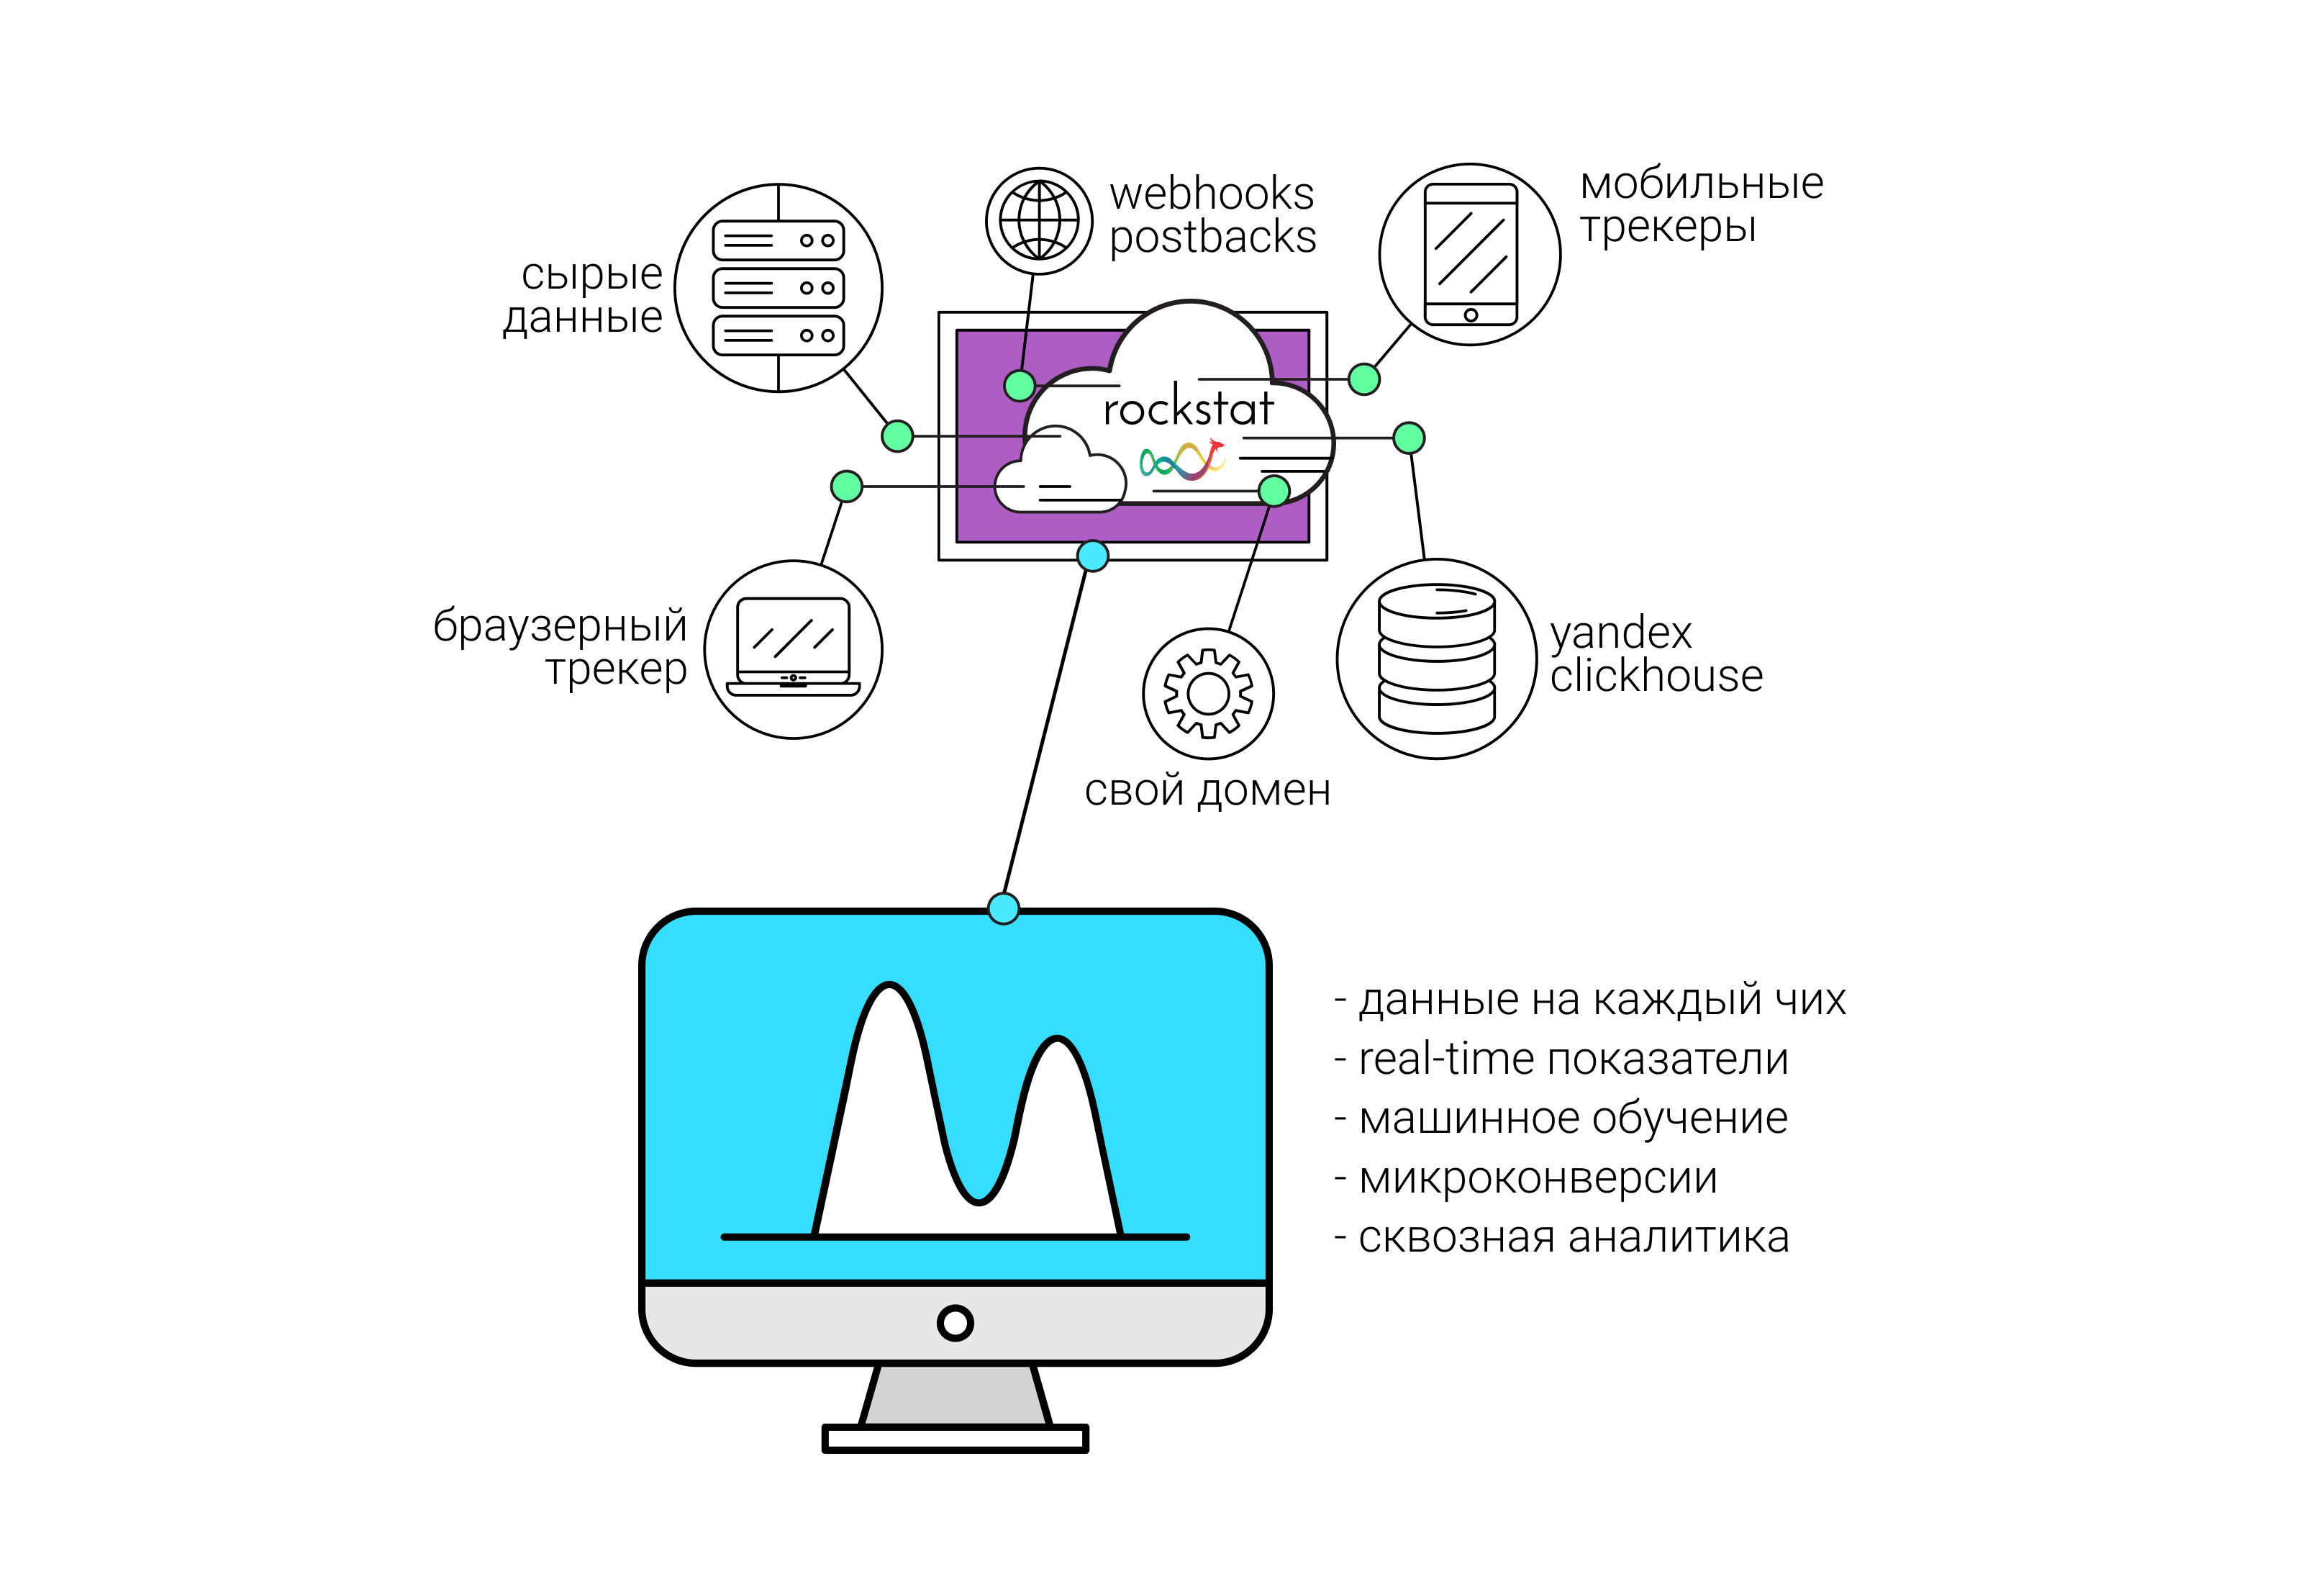 webhooks
postbacks
мобильные
трекеры
сырые
данные
rockstat
браузерный
трекер
yandex
clickhouse
свой домен
- данные на каждый чих
- real-time показатели
- машинное обучение
- микроконверсии
- сквозная аналитика